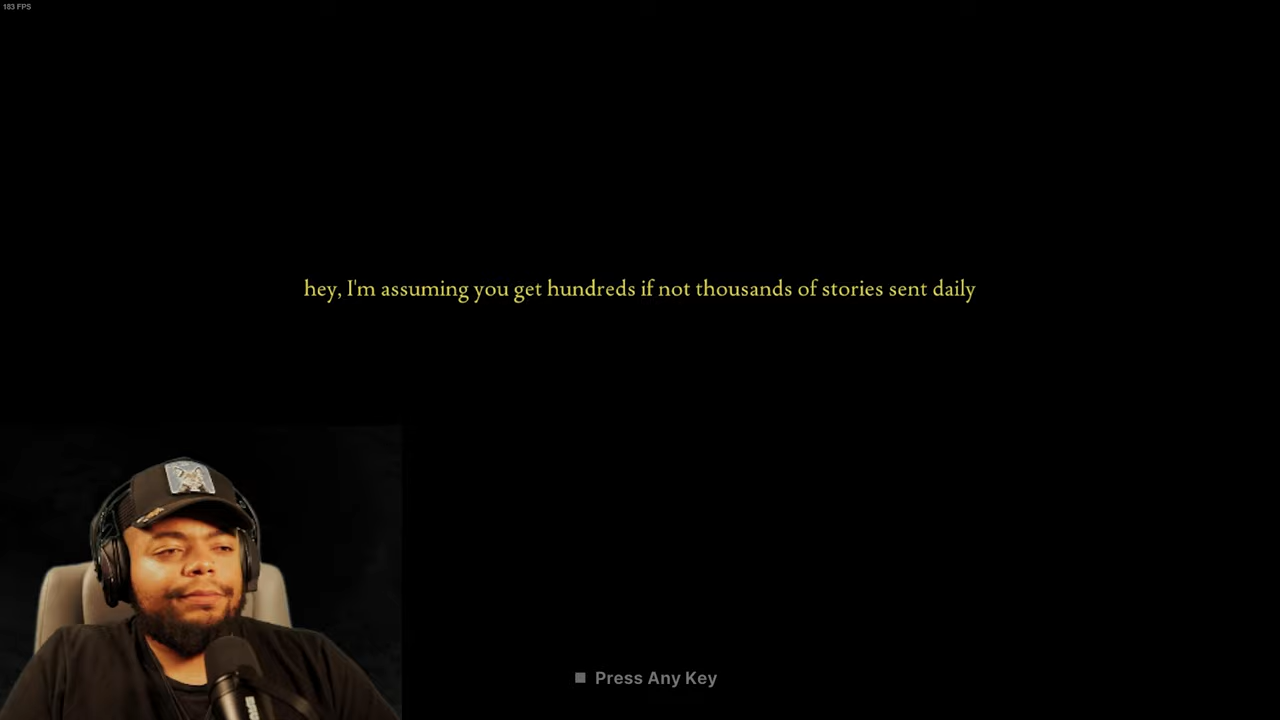 183 FPS
hey, I'm assuming you get hundreds if not thousands of stories sent daily
Press Any Key